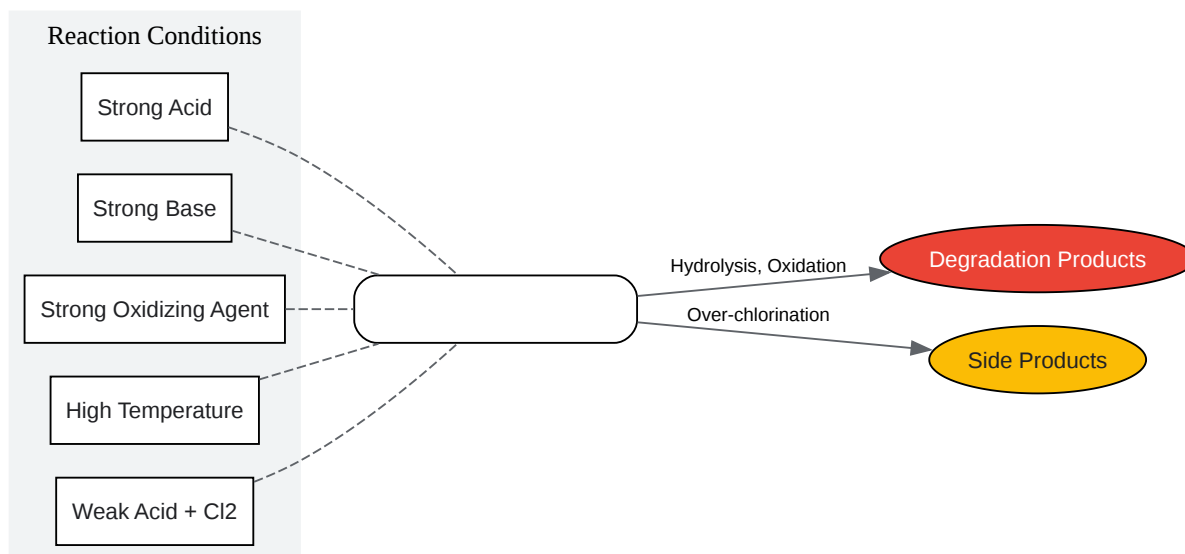 Reaction Conditions
Strong Acid
Strong Base
Strong Oxidizing Agent
High Temperature
Weak Acid + Cl2
Hydrolysis, Oxidation
Over-chlorination
Degradation Products
Side Products